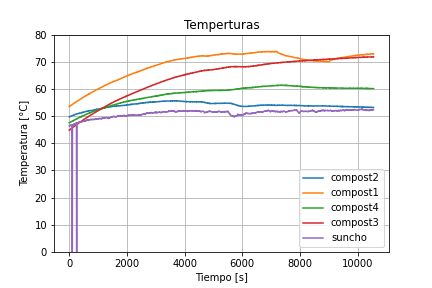 Temperturas
Temperatura [°C]
80
70
60
50
40
30
20
10
0
0 2000 4000 6000 8000 10000
Tiempo [s]
compost2
compost1
compost4
compost3
suncho